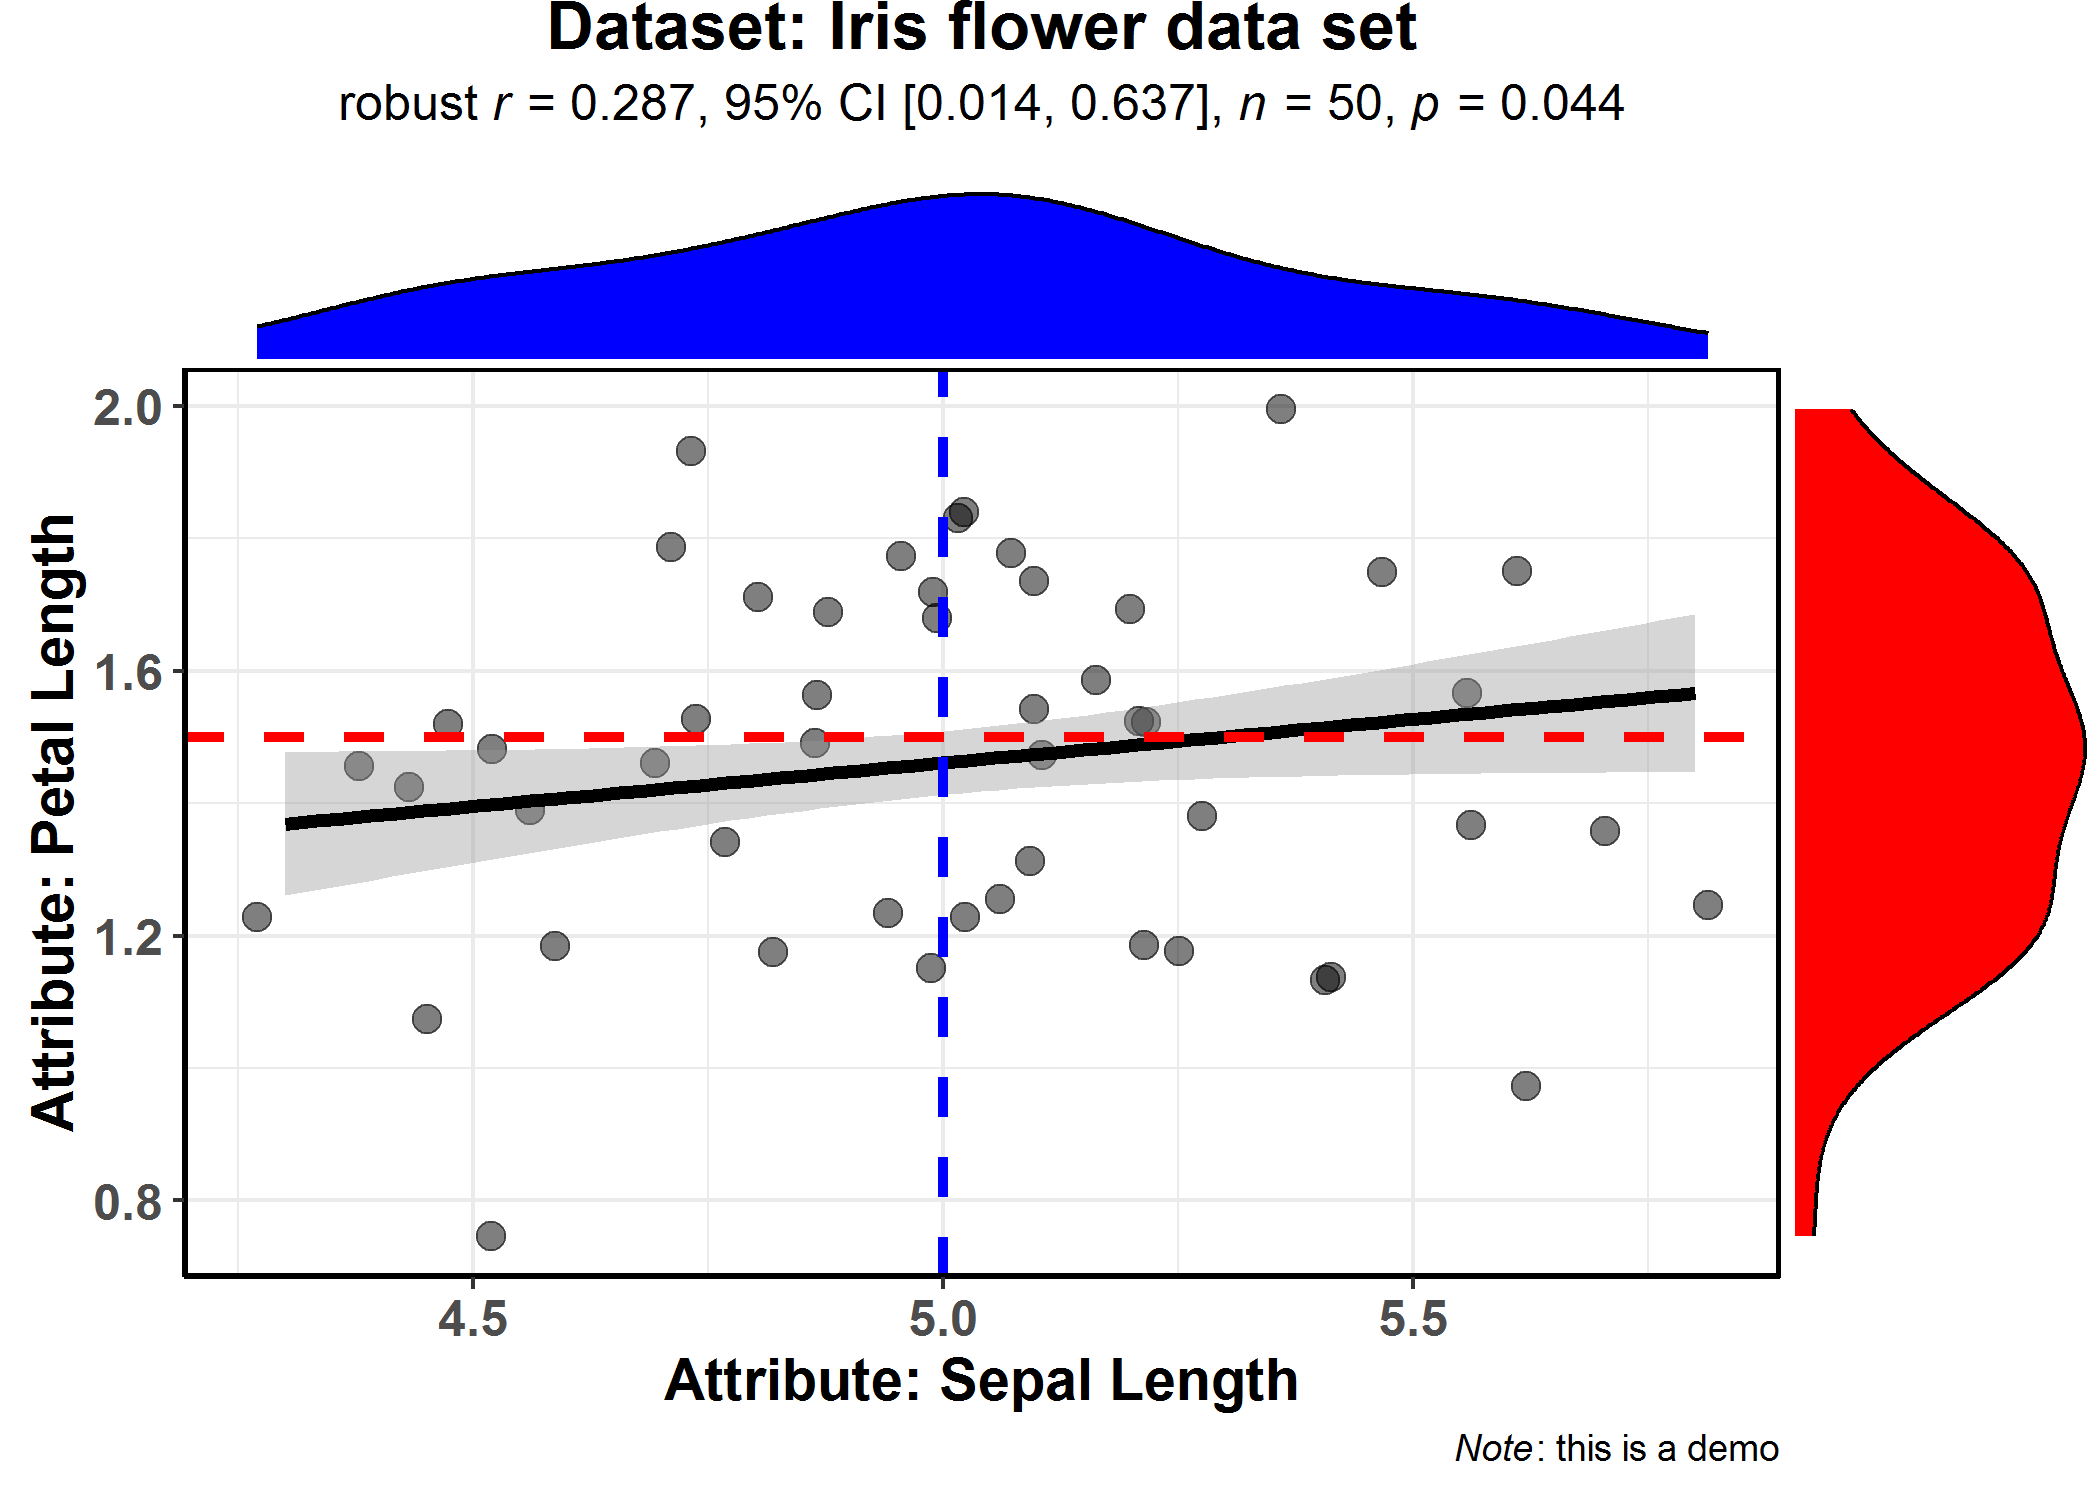 Dataset: Iris flower data set
robust r = 0.287, 95% CI [0.014, 0.637], n = 50, p = 0.044
Attribute: Petal Length
2.0
1.6
1.2
0.8
4.5 5.0 5.5
Attribute: Sepal Length
Note: this is a demo